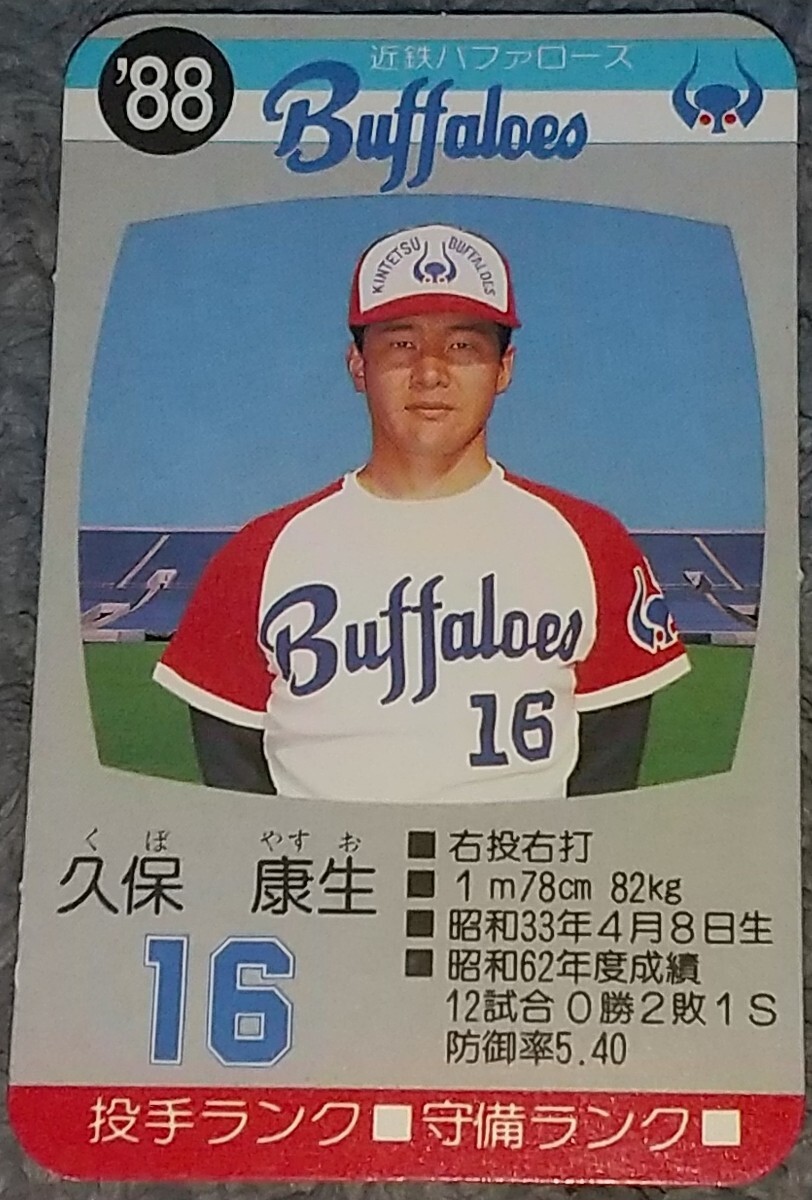 '88
近鉄バファローズ
Buffaloes
KINTETSU BUFFALOES
Buffaloes
16
くぼ やすお
久保 康生
16
■ 右投右打
■ 1m78cm 82kg
■ 昭和33年4月8日生
■ 昭和62年度成績
12試合0勝2敗1S
防御率5.40
投手ランク■守備ランク■